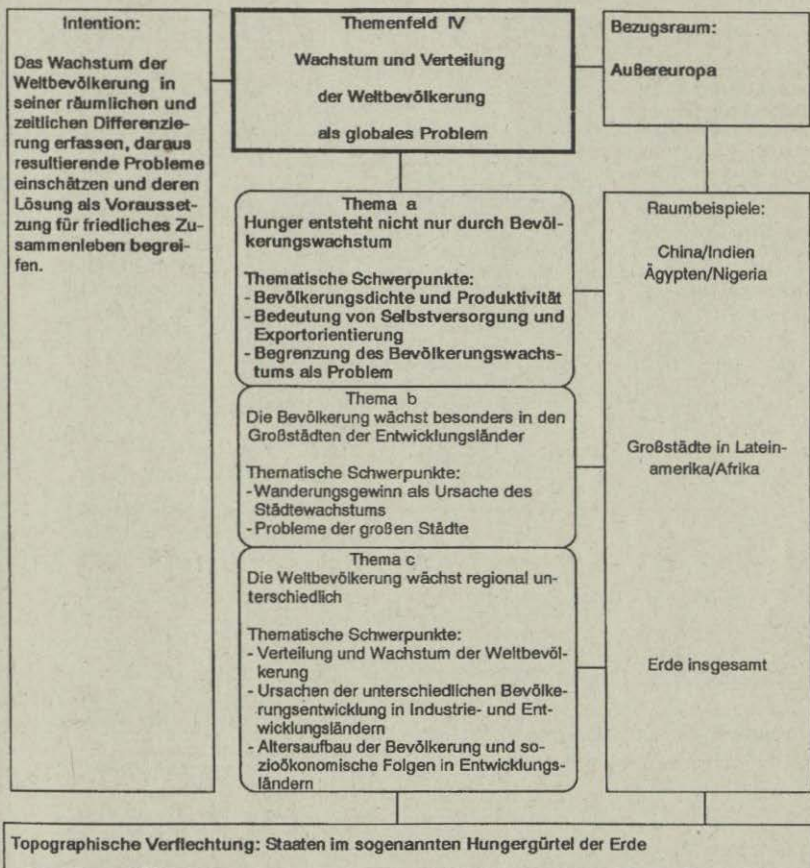 Intention:
Das Wachstum der
Weltbevölkerung in
seiner räumlichen und
zeitlichen Differenzie-
rung erfassen, daraus
resultierende Probleme
einschätzen und deren
Lösung als Vorausset-
zung für friedliches Zu-
sammenleben begrei-
fen.
Themenfeld IV
Wachstum und Verteilung
der Weltbevölkerung
als globales Problem
Bezugsraum:
Außereuropa
Thema a
Hunger entsteht nicht nur durch Bevöl-
kerungswachstum
Thematische Schwerpunkte:
- Bevölkerungsdichte und Produktivität
- Bedeutung von Selbstversorgung und
Exportorientierung
- Begrenzung des Bevölkerungswachs-
tums als Problem
Raumbeispiele:
China/Indien
Ägypten/Nigeria
Thema b
Die Bevölkerung wächst besonders in den
Großstädten der Entwicklungsländer
Thematische Schwerpunkte:
- Wanderungsgewinn als Ursache des
Städtewachstums
- Probleme der großen Städte
Großstädte in Latein-
amerika/Afrika
Thema c
Die Weltbevölkerung wächst regional un-
terschiedlich
Thematische Schwerpunkte:
- Verteilung und Wachstum der Weltbevöl-
kerung
- Ursachen der unterschiedlichen Bevölke-
rungsentwicklung in Industrie- und Ent-
wicklungsländern
- Altersaufbau der Bevölkerung und so-
zioökonomische Folgen in Entwicklungs-
ländern
Erde insgesamt
Topographische Verflechtung: Staaten im sogenannten Hungergürtel der Erde